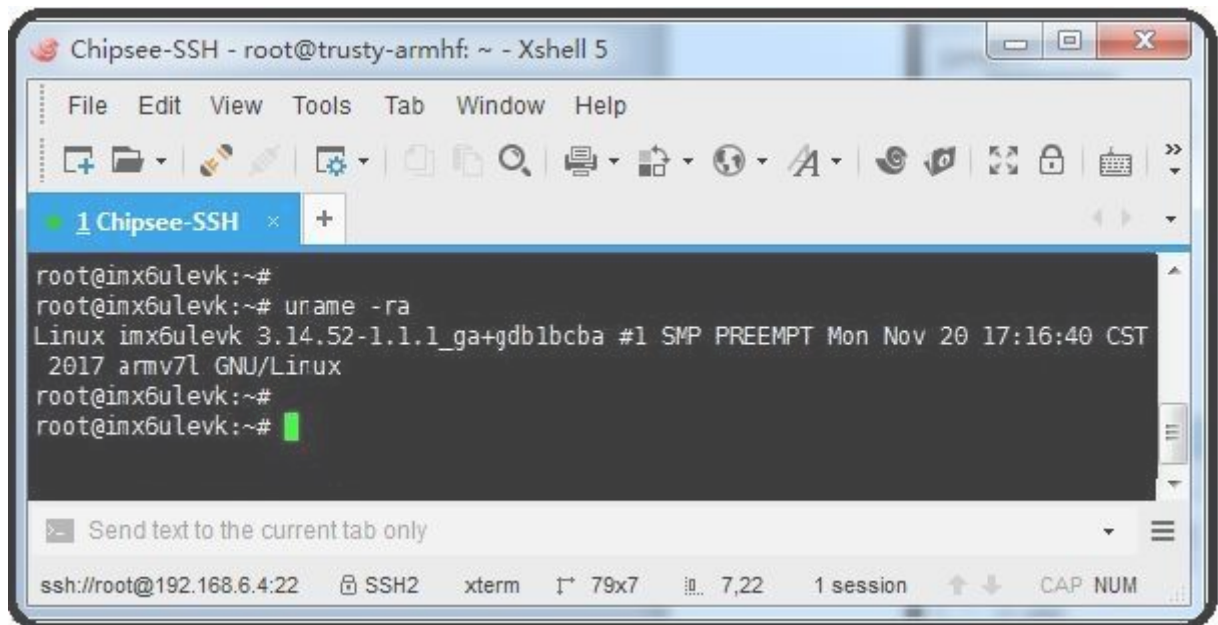 Chipsee-SSH - root@trusty-armhf: ~ - Xshell 5
File Edit View Tools Tab Window Help
1 Chipsee-SSH
root@imx6ulevk:~#
root@imx6ulevk:~# uname -ra
Linux imx6ulevk 3.14.52-1.1.1_ga+gdb1bcba #1 SMP PREEMPT Mon Nov 20 17:16:40 CST
2017 armv7l GNU/Linux
root@imx6ulevk:~#
root@imx6ulevk:~#
Send text to the current tab only
ssh://root@192.168.6.4:22 SSH2 xterm 79x7 7,22 1 session CAP NUM